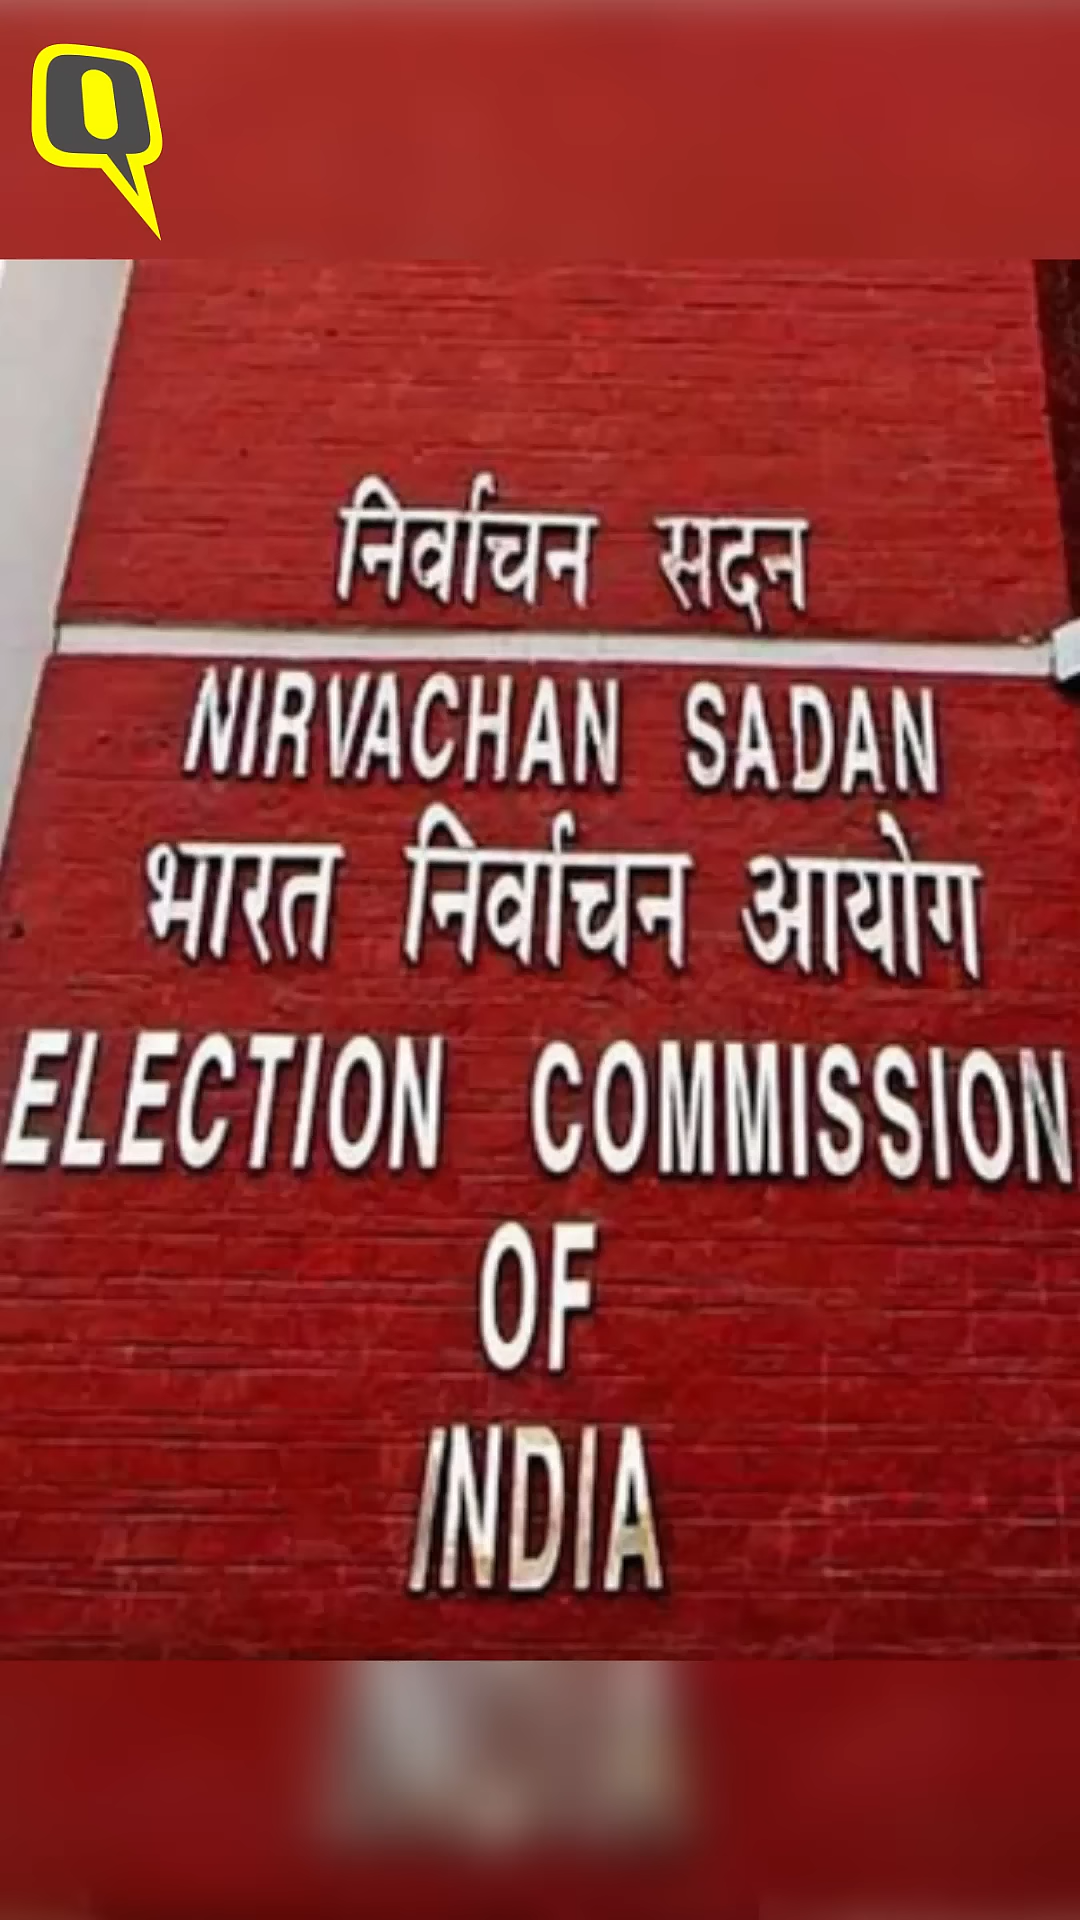 Q
निर्वाचन सदन
NIRVACHAN SADAN
भारत निर्वाचन आयोग
ELECTION COMMISSION
OF
INDIA